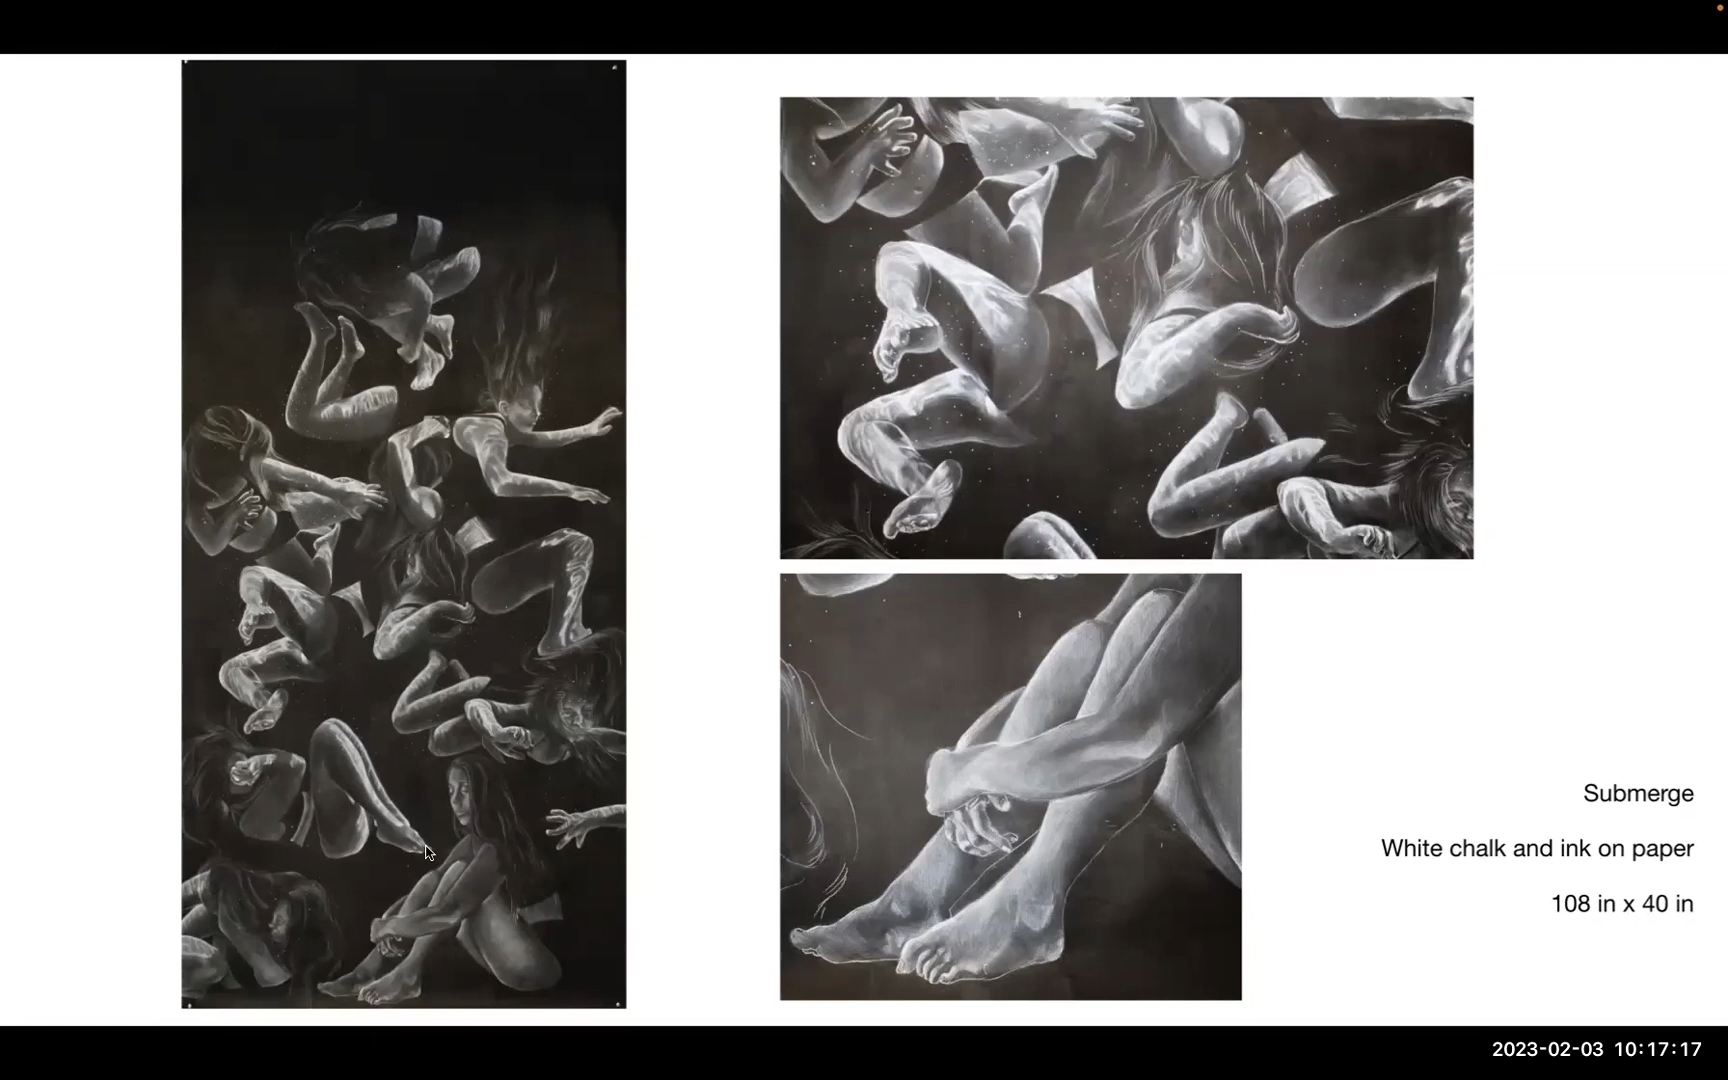 Submerge
White chalk and ink on paper
108 in x 40 in
2023-02-03 10:17:17